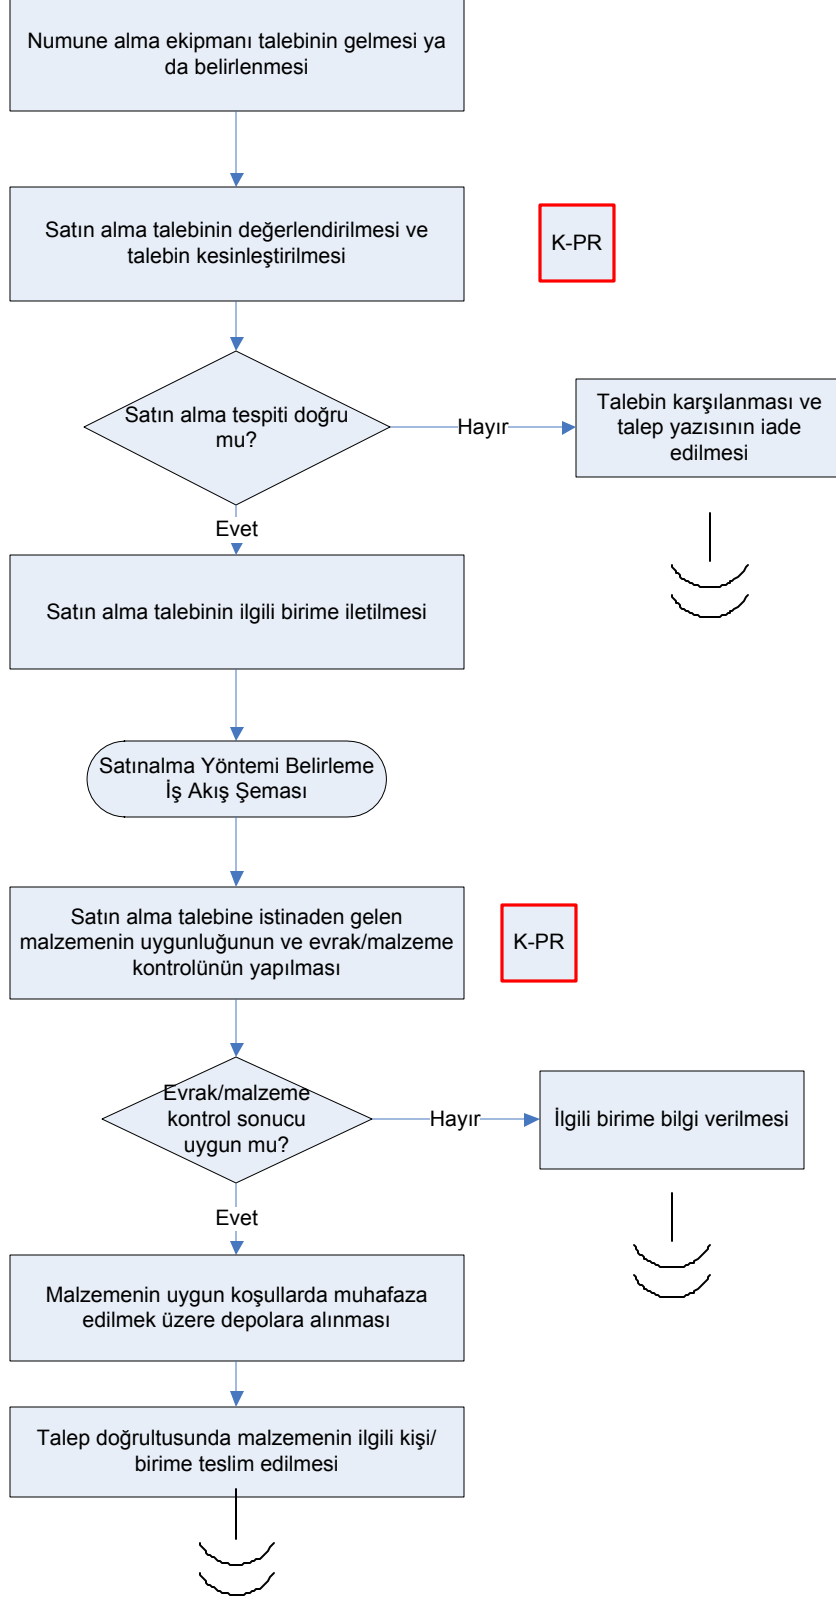 Numune alma ekipmanı talebinin gelmesi ya
da belirlenmesi
Satın alma talebinin değerlendirilmesi ve
talebin kesinleştirilmesi
K-PR
Satın alma tespiti doğru
mu?
Hayır
Talebin karşılanması ve
talep yazısının iade
edilmesi
Evet
Satın alma talebinin ilgili birime iletilmesi
Satınalma Yöntemi Belirleme
İş Akış Şeması
Satın alma talebine istinaden gelen
malzemenin uygunluğunun ve evrak/malzeme
kontrolünün yapılması
K-PR
Evrak/malzeme
kontrol sonucu
uygun mu?
Hayır
İlgili birime bilgi verilmesi
Evet
Malzemenin uygun koşullarda muhafaza
edilmek üzere depolara alınması
Talep doğrultusunda malzemenin ilgili kişi/
birime teslim edilmesi